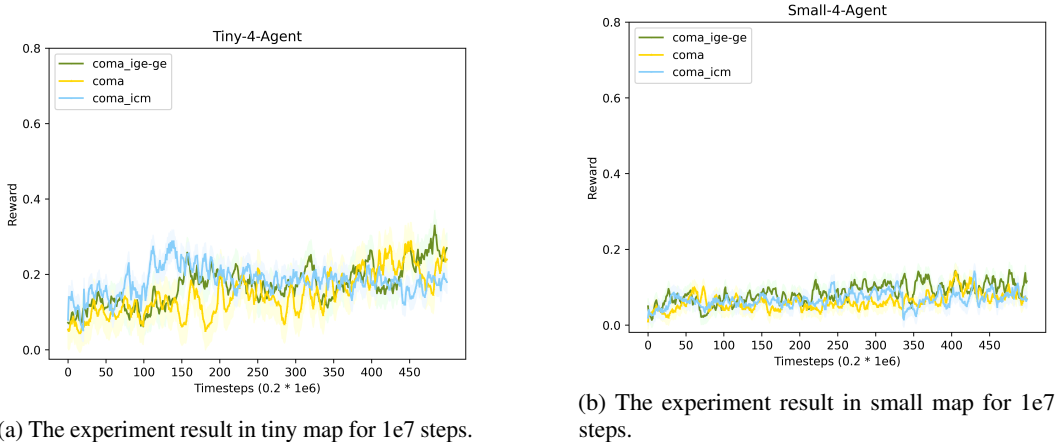 Tiny-4-Agent
0.8
0.6
0.4
0.2
0.0
Reward
coma_ige-ge
coma
coma_icm
0 50 100 150 200 250 300 350 400 450
Timesteps (0.2 * 1e6)
(a) The experiment result in tiny map for 1e7 steps.
Small-4-Agent
0.8
0.6
0.4
0.2
0.0
Reward
coma_ige-ge
coma
coma_icm
0 50 100 150 200 250 300 350 400 450
Timesteps (0.2 * 1e6)
(b) The experiment result in small map for 1e7
steps.